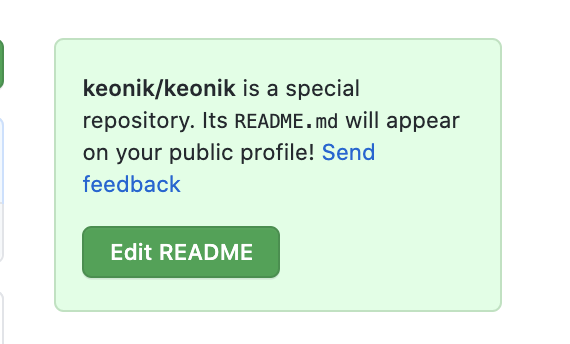 keonik/keonik is a special
repository. Its README.md will appear
on your public profile! Send
feedback
Edit README